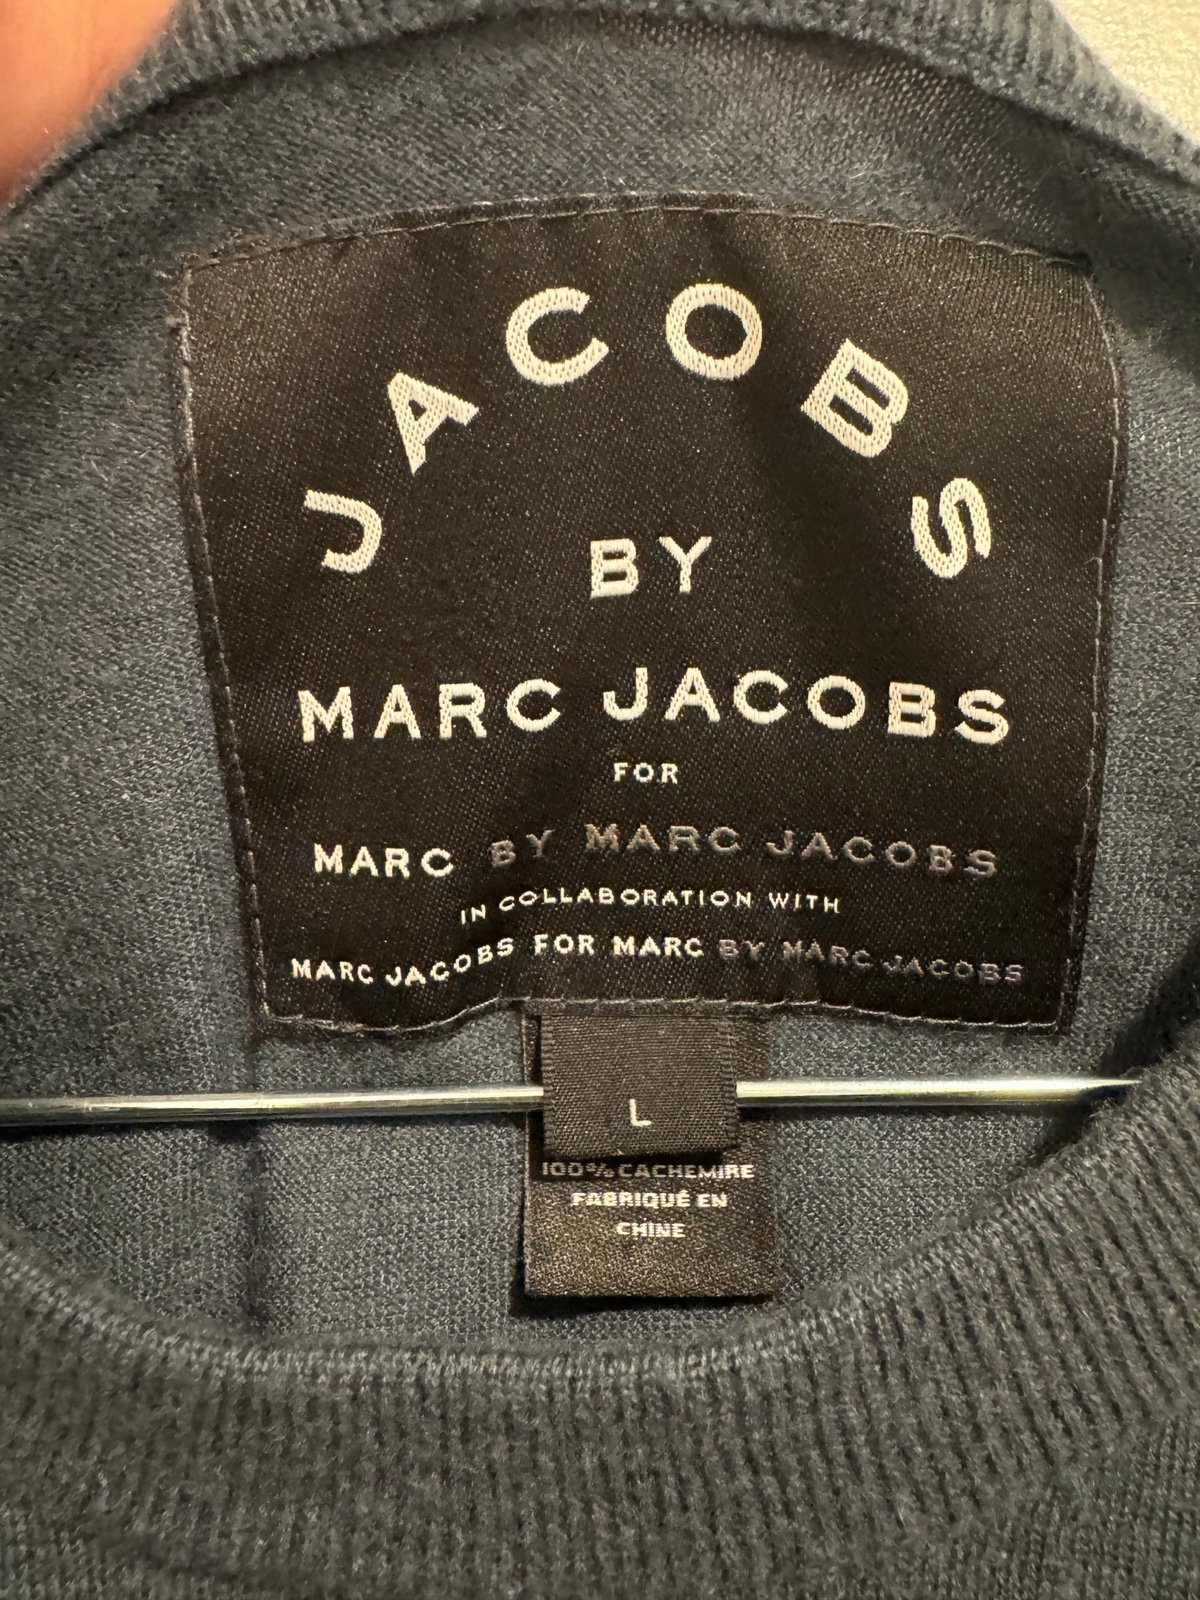 JACOBS
BY
MARC JACOBS
FOR
MARC BY MARC JACOBS
IN COLLABORATION WITH
MARC JACOBS FOR MARC BY MARC JACOBS
L
100% CACHEMIRE
FABRIQUÉ EN
CHINE